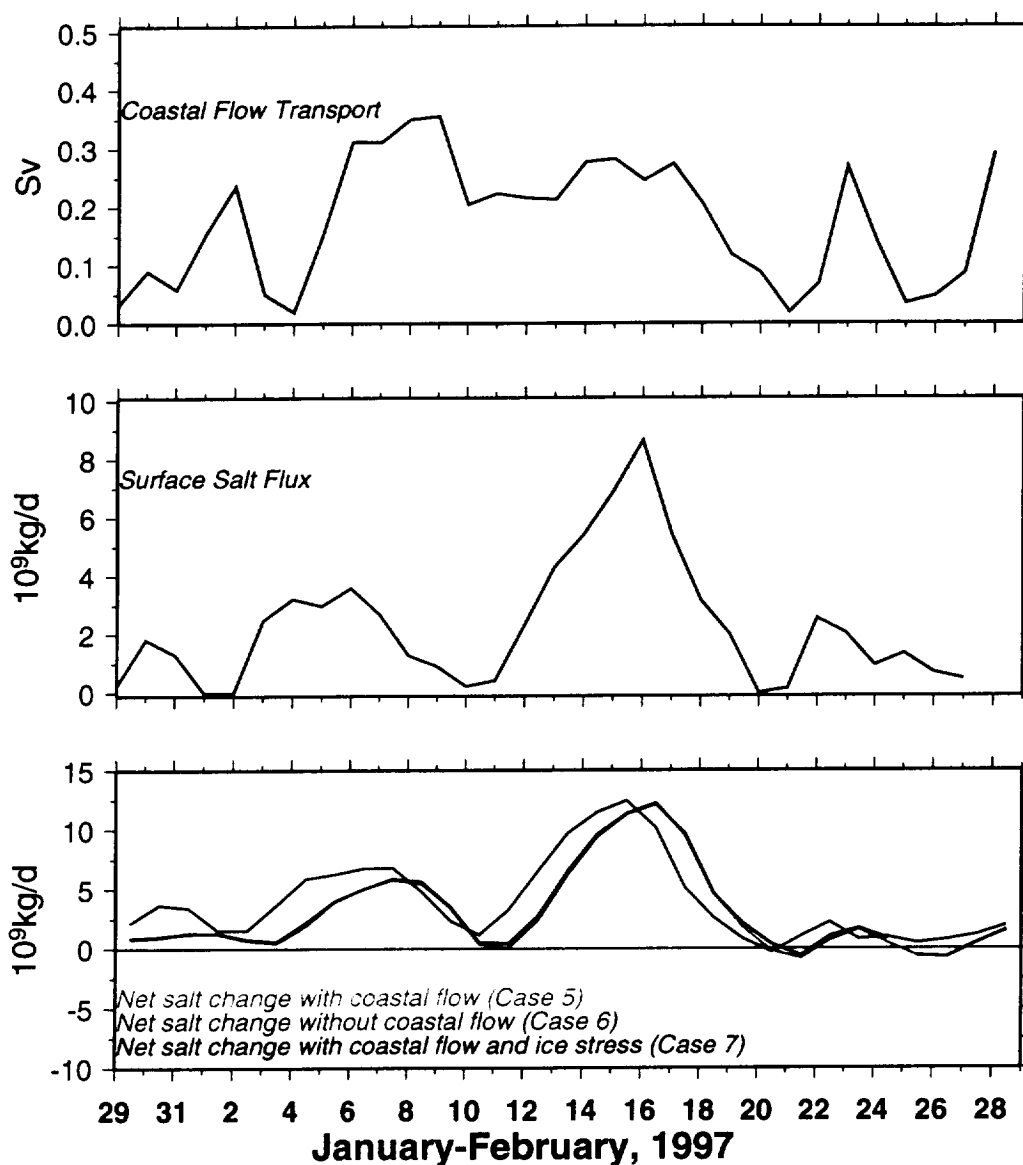 0.5
0.4
0.3
0.2
0.1
0.0
Sv
Coastal Flow Transport
10
8
6
4
2
0
10⁹kg/d
Surface Salt Flux
15
10
5
0
-5
-10
10⁹kg/d
Net salt change with coastal flow (Case 5)
Net salt change without coastal flow (Case 6)
Net salt change with coastal flow and ice stress (Case 7)
29 31 2 4 6 8 10 12 14 16 18 20 22 24 26 28
January-February, 1997